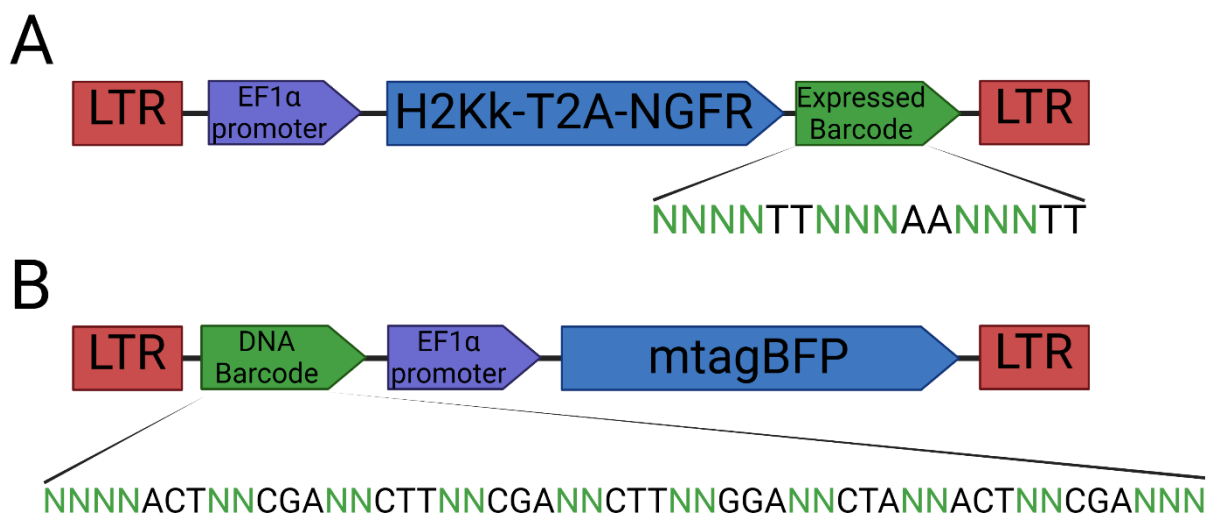 A
LTR
EF1α
promoter
H2Kk-T2A-NGFR
Expressed
Barcode
LTR
NNNNTTNNNAANNNTT
B
LTR
DNA
Barcode
EF1α
promoter
mtagBFP
LTR
NNNNACTNNCGANNCTTNNCGANNCTTNNGGANNCTANNACTNNCGANNN